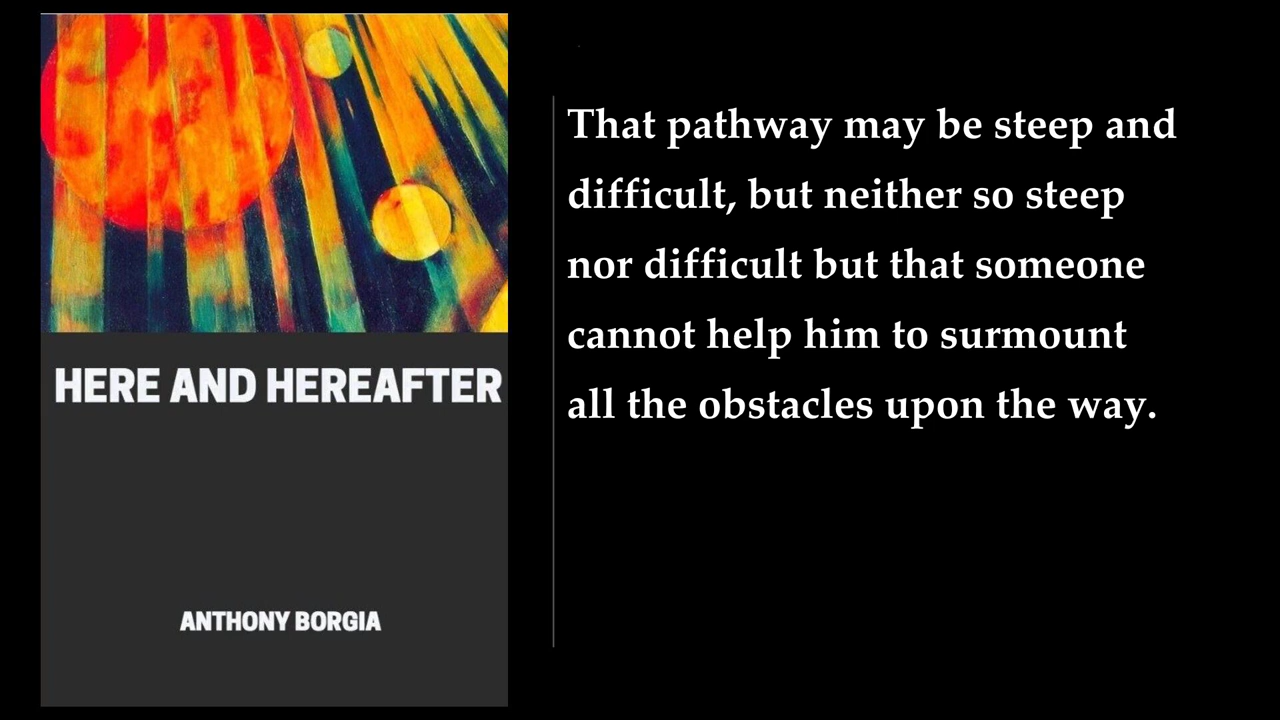 HERE AND HEREAFTER
ANTHONY BORGIA
That pathway may be steep and
difficult, but neither so steep
nor difficult but that someone
cannot help him to surmount
all the obstacles upon the way.